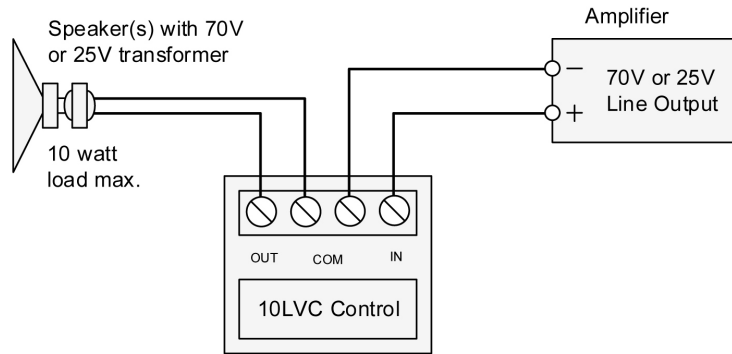 Speaker(s) with 70V
or 25V transformer
10 watt
load max.
Amplifier
−
+
70V or 25V
Line Output
OUT
COM
IN
10LVC Control